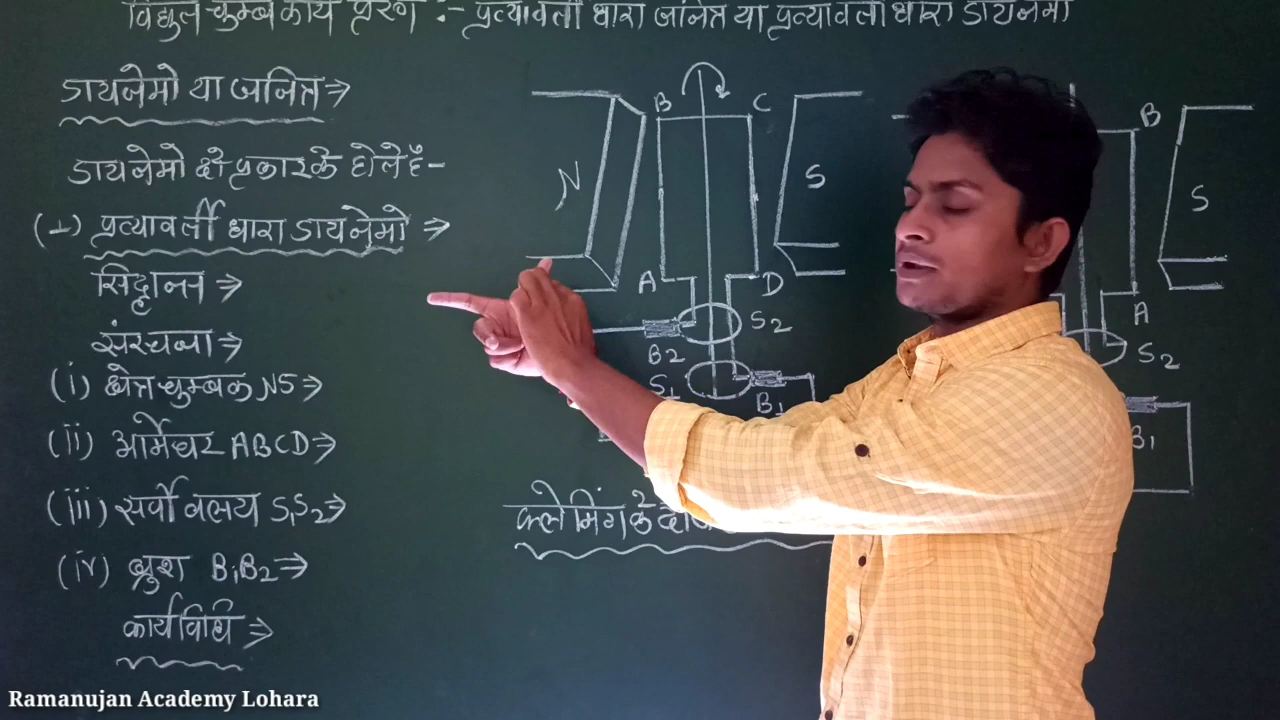 विद्युत चुम्बकीय प्रेरण :- प्रत्यावर्ती धारा जनित्र या प्रत्यावर्ती धारा डायनेमो
डायनेमो या जनित्र ⇒
डायनेमो दो प्रकार के होते हैं -
(1) प्रत्यावर्ती धारा डायनेमो ⇒
सिद्धान्त ⇒
संरचना ⇒
(i) क्षेत्र चुम्बक NS ⇒
(ii) आर्मेचर ABCD ⇒
(iii) सर्पी वलय S1S2 ⇒
(iv) ब्रुश B1B2 ⇒
कार्यविधि ⇒
B C
N S
A D
S2
B2
S1
B1
B
S
A
S2
B1
फ्ले मिंग के
Ramanujan Academy Lohara